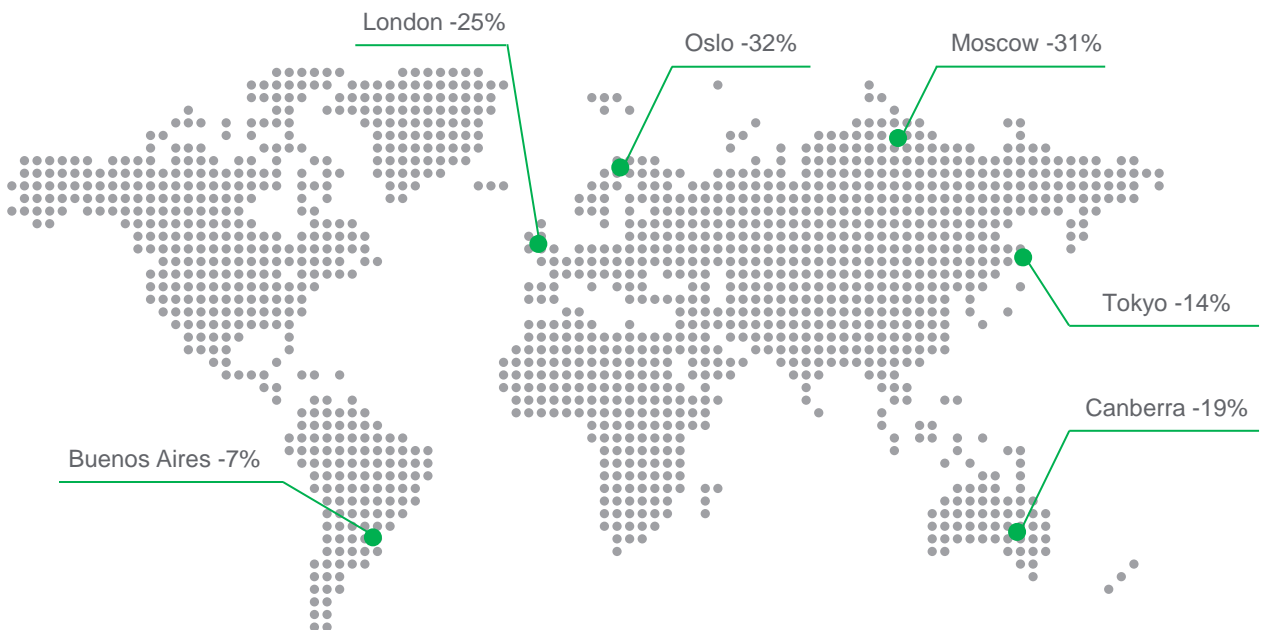 London -25%
Oslo -32%
Moscow -31%
Tokyo -14%
Canberra -19%
Buenos Aires -7%